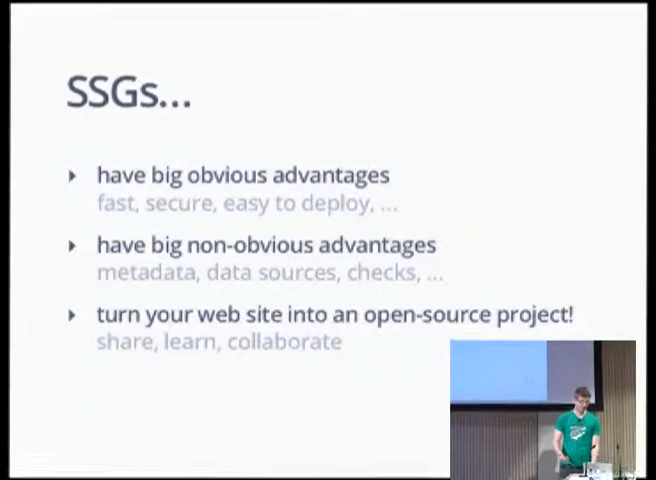 SSGs...
have big obvious advantages
fast, secure, easy to deploy, ...
have big non-obvious advantages
metadata, data sources, checks, ...
turn your web site into an open-source project!
share, learn, collaborate